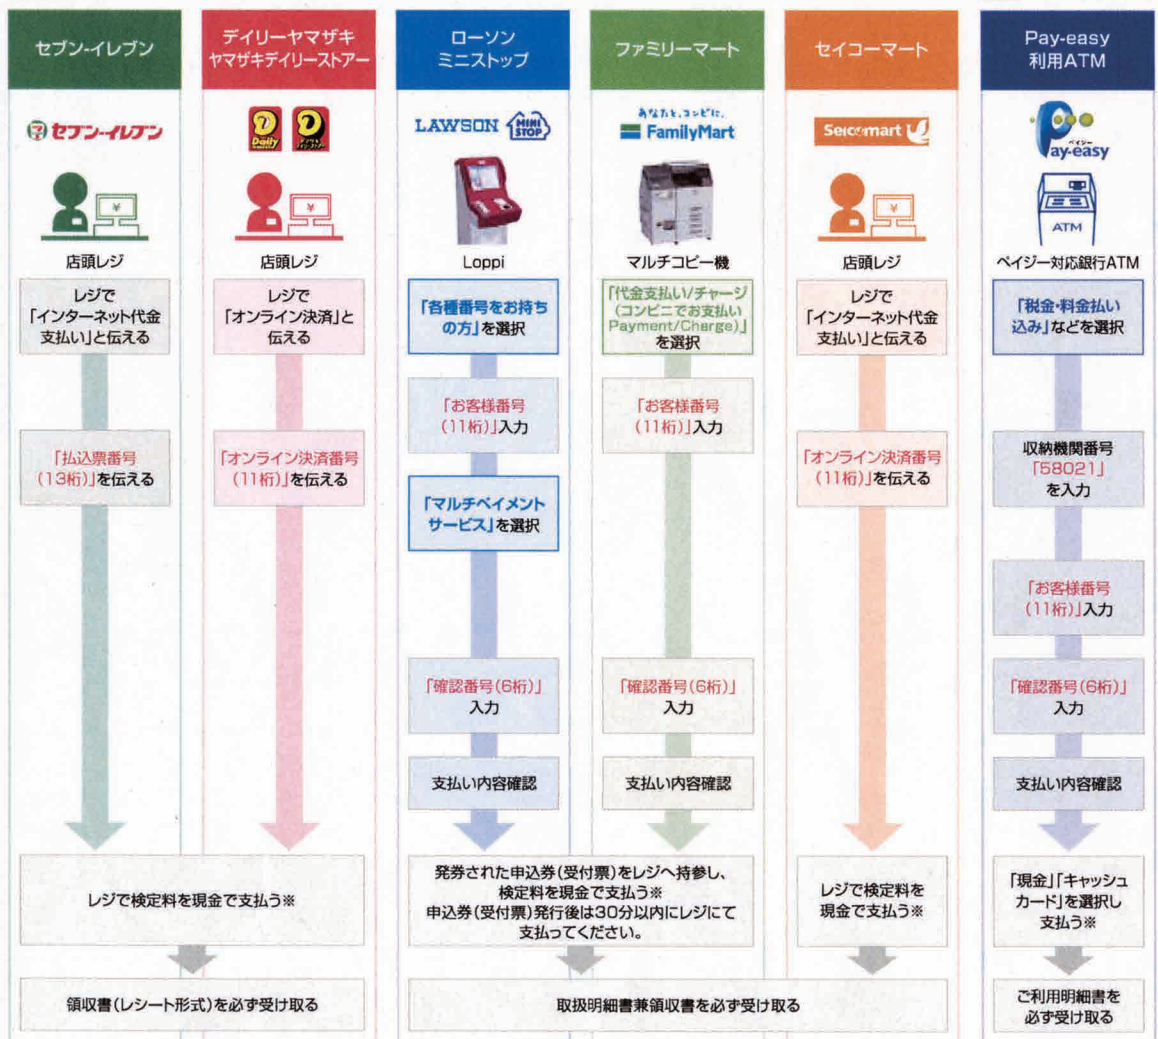 セブン-イレブン
デイリーヤマザキ
ヤマザキデイリーストアー
ローソン
ミニストップ
ファミリーマート
セイコーマート
Pay-easy
利用ATM
セブン-イレブン
Daily
LAWSON
MINI
STOP
あなたと、コンビに、
FamilyMart
Seicomart
ペイジー
Pay-easy
¥
¥
¥
ATM
店頭レジ
店頭レジ
Loppi
マルチコピー機
店頭レジ
ペイジー対応銀行ATM
レジで
「インターネット代金
支払い」と伝える
「払込票番号
(13桁)」を伝える
レジで
「オンライン決済」と
伝える
「オンライン決済番号
(11桁)」を伝える
「各種番号をお持ち
の方」を選択
「お客様番号
(11桁)」入力
「マルチペイメント
サービス」を選択
「確認番号(6桁)」
入力
支払い内容確認
「代金支払い/チャージ
(コンビニでお支払い
Payment/Charge)」
を選択
「お客様番号
(11桁)」入力
「確認番号(6桁)」
入力
支払い内容確認
レジで
「インターネット代金
支払い」と伝える
「オンライン決済番号
(11桁)」を伝える
「税金・料金払い
込み」などを選択
収納機関番号
「58021」
を入力
「お客様番号
(11桁)」入力
「確認番号(6桁)」
入力
支払い内容確認
レジで検定料を現金で支払う※
発券された申込券(受付票)をレジへ持参し、
検定料を現金で支払う※
申込券(受付票)発行後は30分以内にレジにて
支払ってください。
レジで検定料を
現金で支払う※
「現金」「キャッシュ
カード」を選択し
支払う※
領収書(レシート形式)を必ず受け取る
取扱明細書兼領収書を必ず受け取る
ご利用明細書を
必ず受け取る